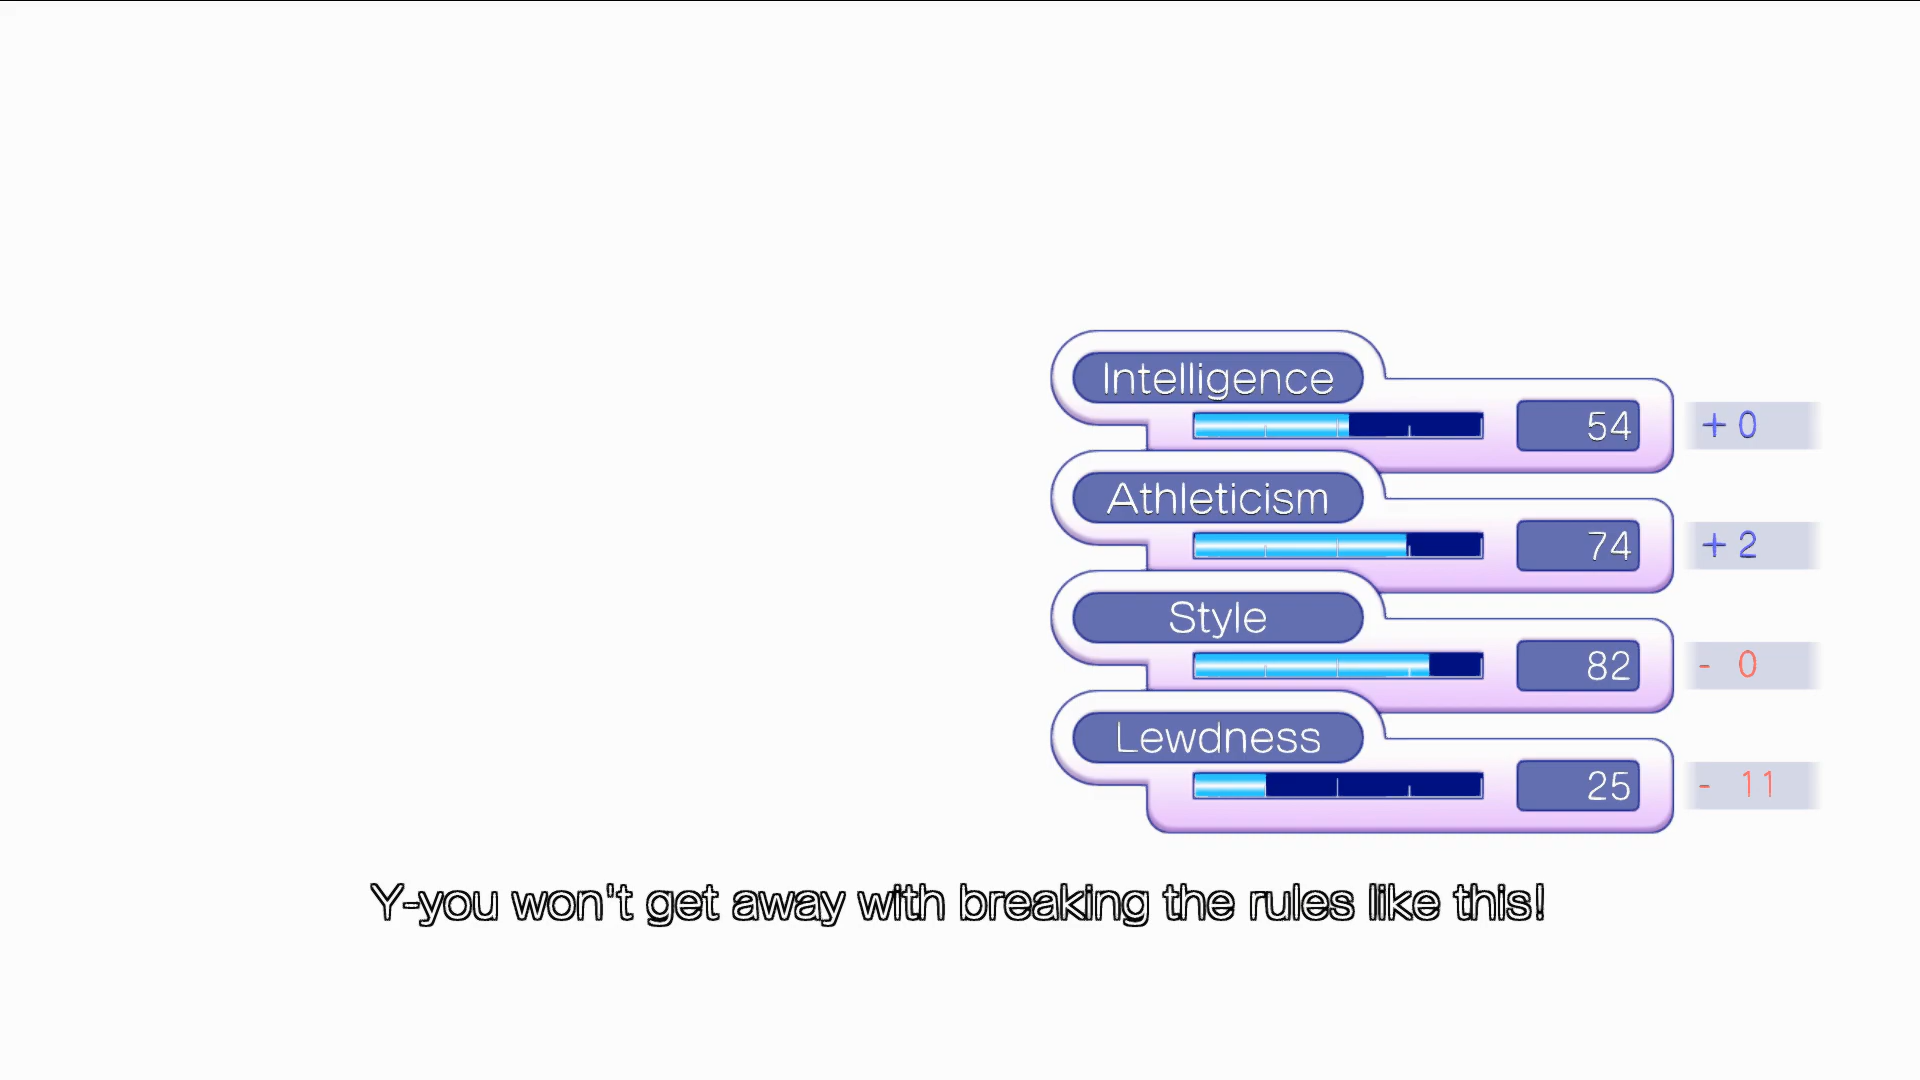 Intelligence
54 + 0
Athleticism
74 + 2
Style
82 - 0
Lewdness
25 - 11
Y-you won't get away with breaking the rules like this!